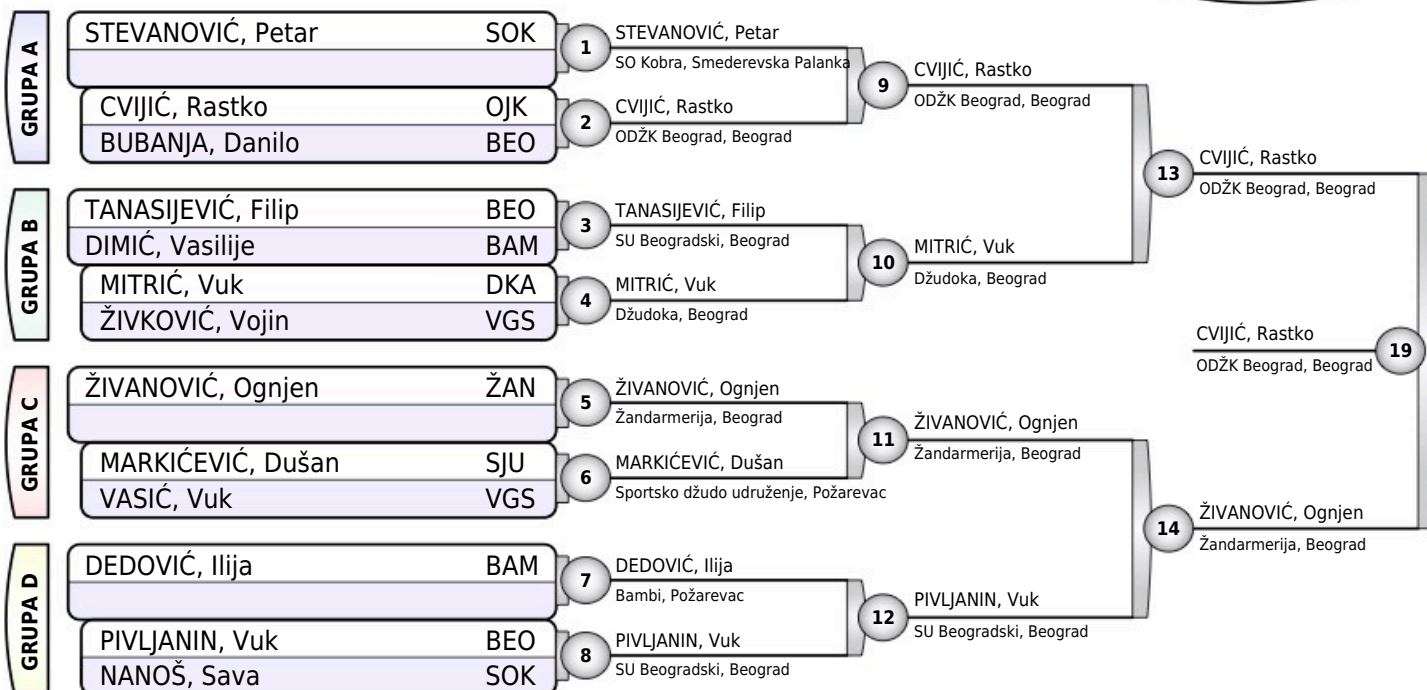 GRUPA A
STEVANOVIĆ, Petar SOK
CVIJIĆ, Rastko OJK
BUBANJA, Danilo BEO
1
STEVANOVIĆ, Petar
SO Kobra, Smederevska Palanka
2
CVIJIĆ, Rastko
ODŽK Beograd, Beograd
9
CVIJIĆ, Rastko
ODŽK Beograd, Beograd
GRUPA B
TANASIJEVIĆ, Filip BEO
DIMIĆ, Vasilije BAM
MITRIĆ, Vuk DKA
ŽIVKOVIĆ, Vojin VGS
3
TANASIJEVIĆ, Filip
SU Beogradski, Beograd
4
MITRIĆ, Vuk
Džudoka, Beograd
10
MITRIĆ, Vuk
Džudoka, Beograd
13
CVIJIĆ, Rastko
ODŽK Beograd, Beograd
GRUPA C
ŽIVANOVIĆ, Ognjen ŽAN
MARKIĆEVIĆ, Dušan SJU
VASIĆ, Vuk VGS
5
ŽIVANOVIĆ, Ognjen
Žandarmerija, Beograd
6
MARKIĆEVIĆ, Dušan
Sportsko džudo udruženje, Požarevac
11
ŽIVANOVIĆ, Ognjen
Žandarmerija, Beograd
GRUPA D
DEDOVIĆ, Ilija BAM
PIVLJANIN, Vuk BEO
NANOŠ, Sava SOK
7
DEDOVIĆ, Ilija
Bambi, Požarevac
8
PIVLJANIN, Vuk
SU Beogradski, Beograd
12
PIVLJANIN, Vuk
SU Beogradski, Beograd
14
ŽIVANOVIĆ, Ognjen
Žandarmerija, Beograd
CVIJIĆ, Rastko
ODŽK Beograd, Beograd
19